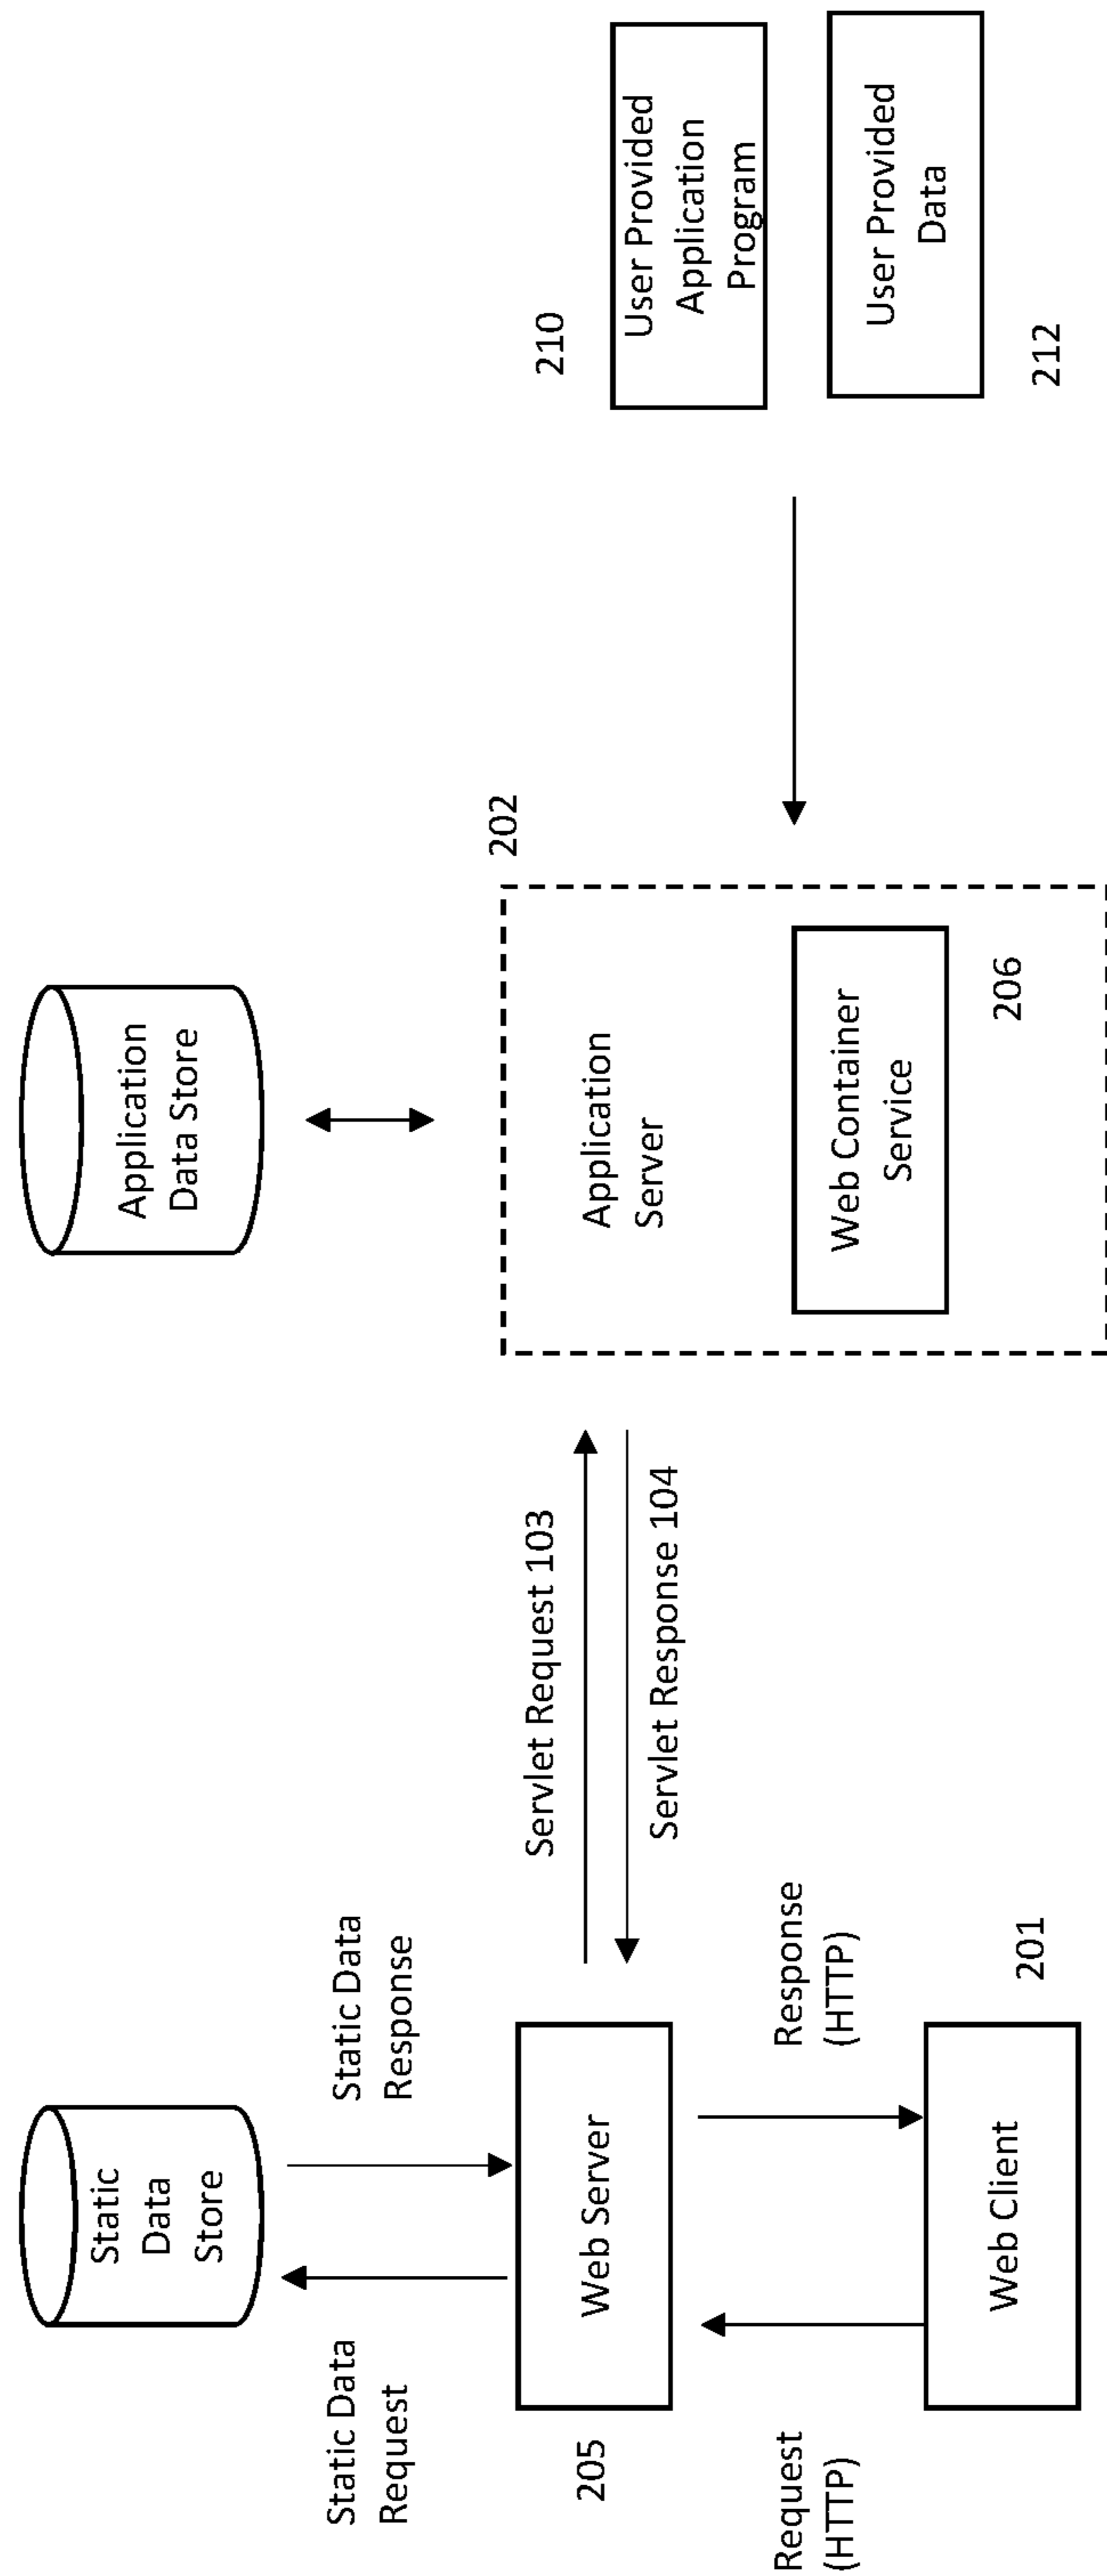 Static
Data
Store
Static Data
Request
Static Data
Response
205
Web Server
Request
(HTTP)
Response
(HTTP)
Web Client
201
Servlet Request 103
Servlet Response 104
Application
Data Store
202
Application
Server
Web Container
Service
206
210
User Provided
Application
Program
User Provided
Data
212